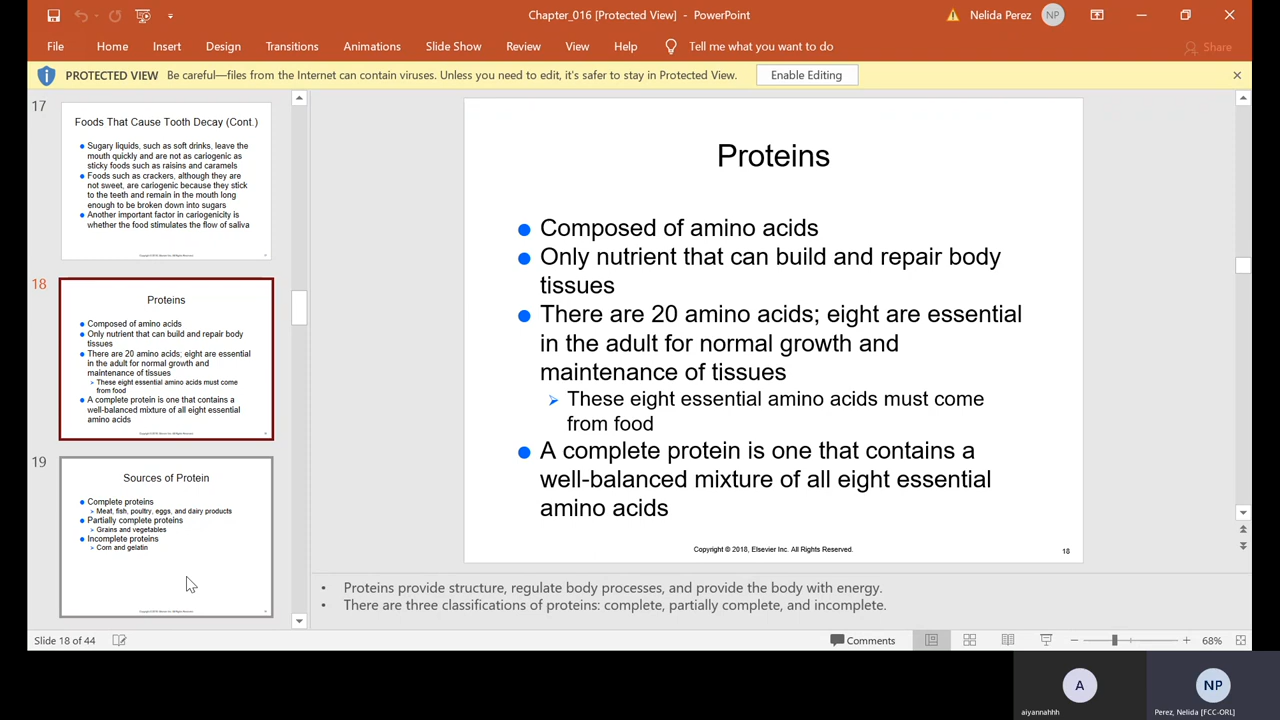 Chapter_016 [Protected View] - PowerPoint
Nelida Perez
NP
File Home Insert Design Transitions Animations Slide Show Review View Help Tell me what you want to do Share
PROTECTED VIEW Be careful—files from the Internet can contain viruses. Unless you need to edit, it's safer to stay in Protected View. Enable Editing
17
Foods That Cause Tooth Decay (Cont.)
Sugary liquids, such as soft drinks, leave the
mouth quickly and are not as cariogenic as
sticky foods such as raisins and caramels
Foods such as crackers, although they are
not sweet, are cariogenic because they stick
to the teeth and remain in the mouth long
enough to be broken down into sugars
Another important factor in cariogenicity is
whether the food stimulates the flow of saliva
18
Proteins
Composed of amino acids
Only nutrient that can build and repair body
tissues
There are 20 amino acids; eight are essential
in the adult for normal growth and
maintenance of tissues
These eight essential amino acids must come
from food
A complete protein is one that contains a
well-balanced mixture of all eight essential
amino acids
19
Sources of Protein
Complete proteins
Meat, fish, poultry, eggs, and dairy products
Partially complete proteins
Grains and vegetables
Incomplete proteins
Corn and gelatin
Proteins
Composed of amino acids
Only nutrient that can build and repair body
tissues
There are 20 amino acids; eight are essential
in the adult for normal growth and
maintenance of tissues
These eight essential amino acids must come
from food
A complete protein is one that contains a
well-balanced mixture of all eight essential
amino acids
Copyright © 2018, Elsevier Inc. All Rights Reserved.
18
Proteins provide structure, regulate body processes, and provide the body with energy.
There are three classifications of proteins: complete, partially complete, and incomplete.
Slide 18 of 44
Comments
68%
A
aiyannahhh
NP
Perez, Nelida [FCC-ORL]